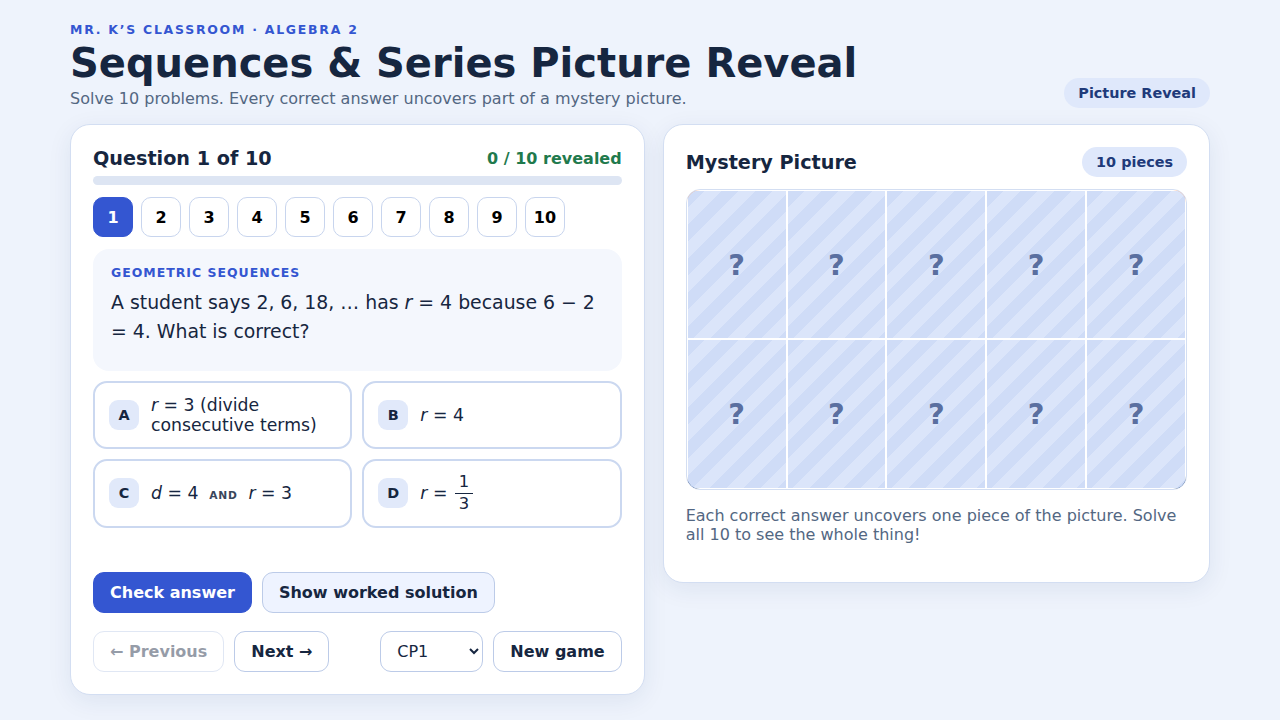 MR. K’S CLASSROOM · ALGEBRA 2
Sequences & Series Picture Reveal
Solve 10 problems. Every correct answer uncovers part of a mystery picture.
Picture Reveal
Question 1 of 10
0 / 10 revealed
1 2 3 4 5 6 7 8 9 10
GEOMETRIC SEQUENCES
A student says 2, 6, 18, … has r = 4 because 6 − 2
= 4. What is correct?
A r = 3 (divide
consecutive terms)
B r = 4
C d = 4 AND r = 3
D r = 1/3
Check answer
Show worked solution
← Previous
Next →
CP1
New game
Mystery Picture
10 pieces
? ? ? ? ?
? ? ? ? ?
Each correct answer uncovers one piece of the picture. Solve
all 10 to see the whole thing!